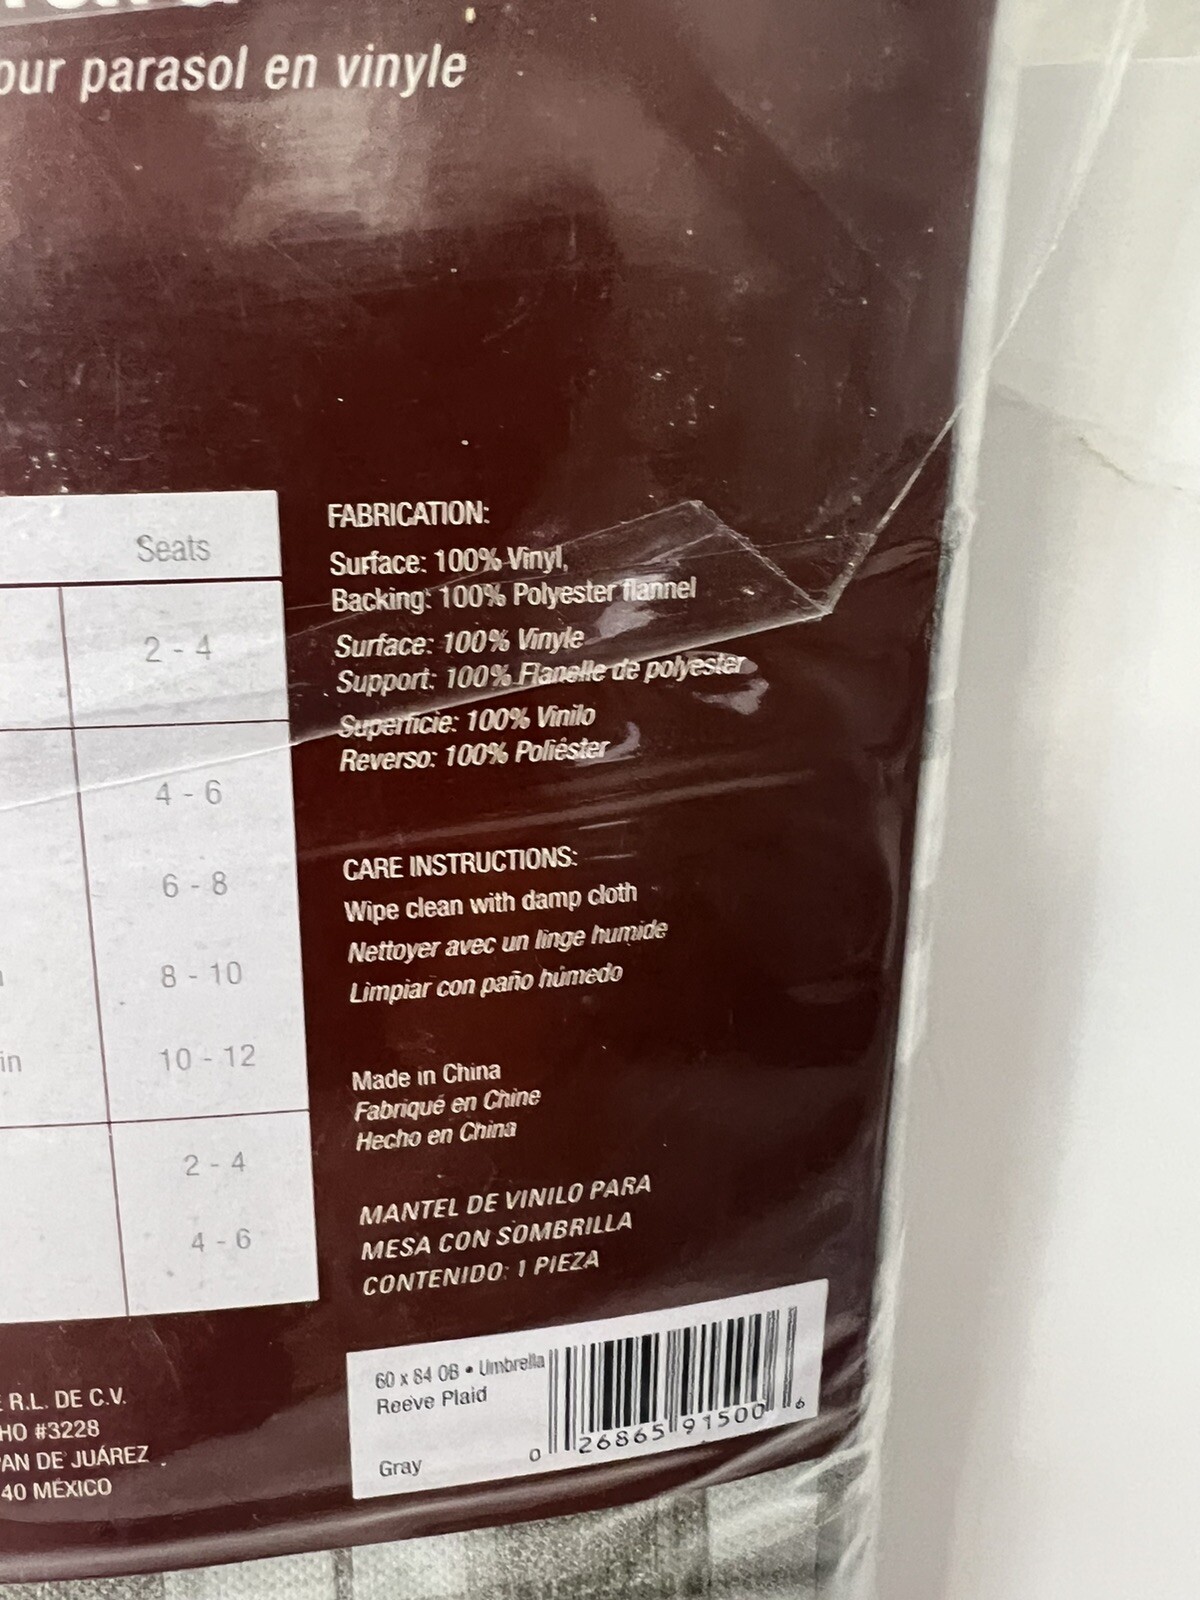 our parasol en vinyle
Seats
2 - 4
4 - 6
6 - 8
8 - 10
in
10 - 12
2 - 4
4 - 6
FABRICATION:
Surface: 100% Vinyl,
Backing: 100% Polyester flannel
Surface: 100% Vinyle
Support: 100% Flanelle de polyester
Superficie: 100% Vinilo
Reverso: 100% Poliéster
CARE INSTRUCTIONS:
Wipe clean with damp cloth
Nettoyer avec un linge humide
Limpiar con paño húmedo
Made in China
Fabriqué en Chine
Hecho en China
MANTEL DE VINILO PARA
MESA CON SOMBRILLA
CONTENIDO: 1 PIEZA
R.L. DE C.V.
HO #3228
PAN DE JUÁREZ
40 MÉXICO
60 x 84 OB • Umbrella
Reeve Plaid
Gray
0 26865 91500 6